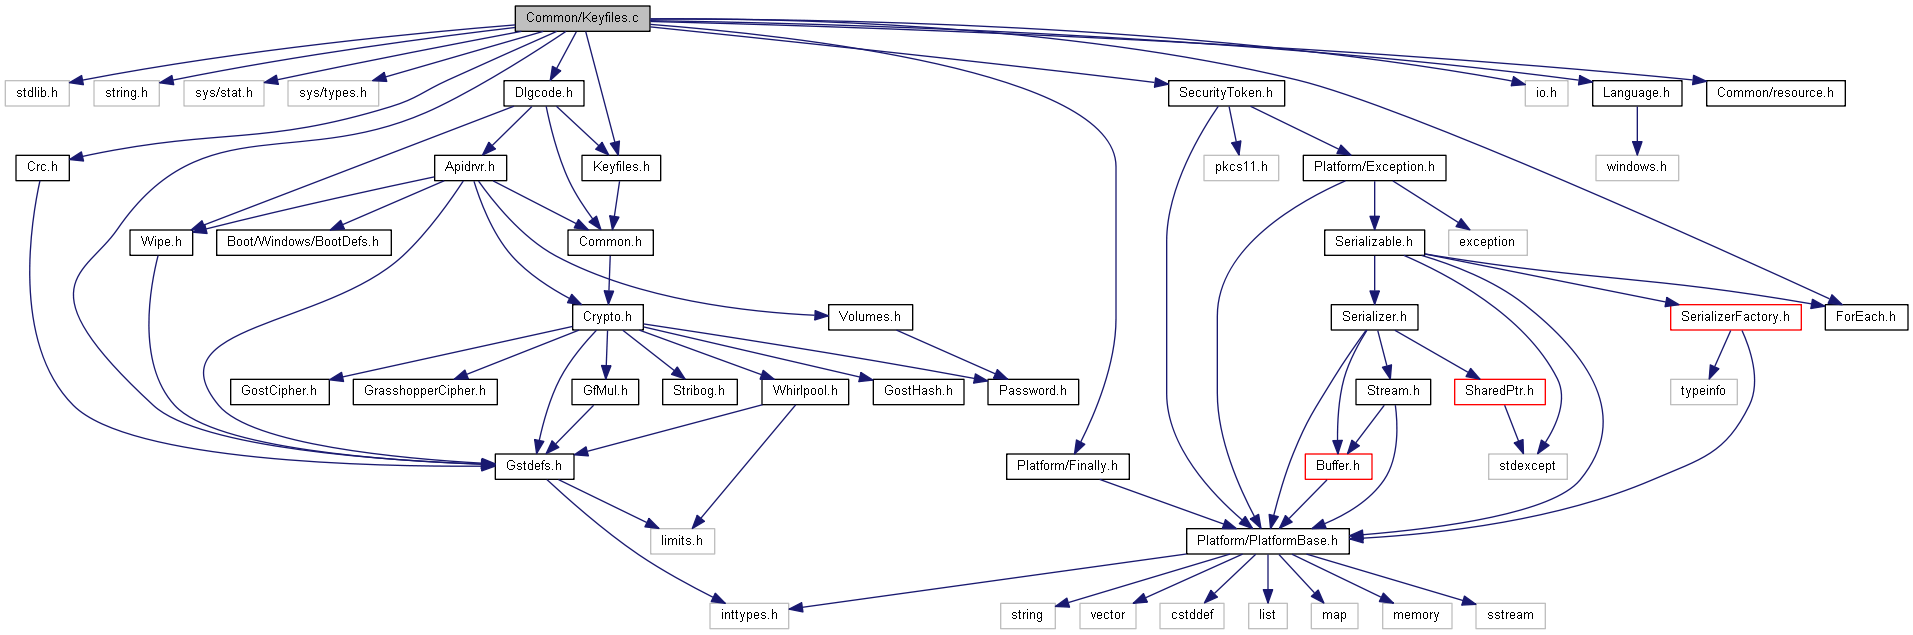 Common/Keyfiles.c
stdlib.h
string.h
sys/stat.h
sys/types.h
Dlgcode.h
SecurityToken.h
io.h
Language.h
Common/resource.h
Crc.h
Apidrvr.h
Keyfiles.h
pkcs11.h
Platform/Exception.h
windows.h
Wipe.h
Boot/Windows/BootDefs.h
Common.h
Serializable.h
exception
Crypto.h
Volumes.h
Serializer.h
SerializerFactory.h
ForEach.h
GostCipher.h
GrasshopperCipher.h
GfMul.h
Stribog.h
Whirlpool.h
GostHash.h
Password.h
Stream.h
SharedPtr.h
typeinfo
Gstdefs.h
Platform/Finally.h
Buffer.h
stdexcept
limits.h
Platform/PlatformBase.h
inttypes.h
string
vector
cstddef
list
map
memory
sstream